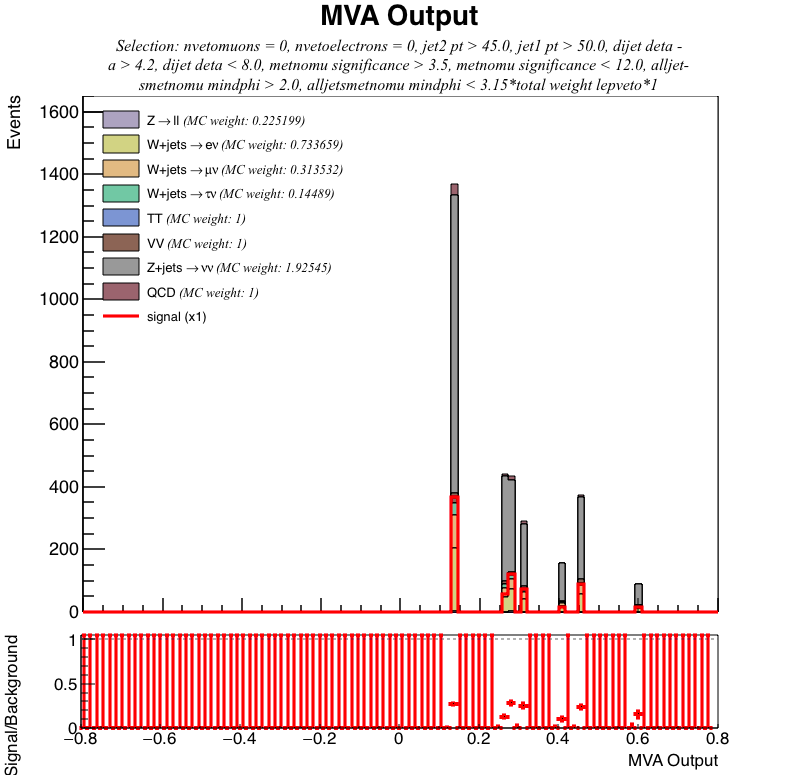 MVA Output
Selection: nvetomuons = 0, nvetoelectrons = 0, jet2 pt > 45.0, jet1 pt > 50.0, dijet deta -
a > 4.2, dijet deta < 8.0, metnomu significance > 3.5, metnomu significance < 12.0, alljet-
smetnomu mindphi > 2.0, alljetsmetnomu mindphi < 3.15*total weight lepveto*1
Events
1600
1400
1200
1000
800
600
400
200
0
Z→ll (MC weight: 0.225199)
W+jets→eν (MC weight: 0.733659)
W+jets→μν (MC weight: 0.313532)
W+jets→τν (MC weight: 0.14489)
TT (MC weight: 1)
VV (MC weight: 1)
Z+jets→νν (MC weight: 1.92545)
QCD (MC weight: 1)
signal (x1)
Signal/Background
1
0.5
0
−0.8 −0.6 −0.4 −0.2 0 0.2 0.4 0.6 0.8
MVA Output